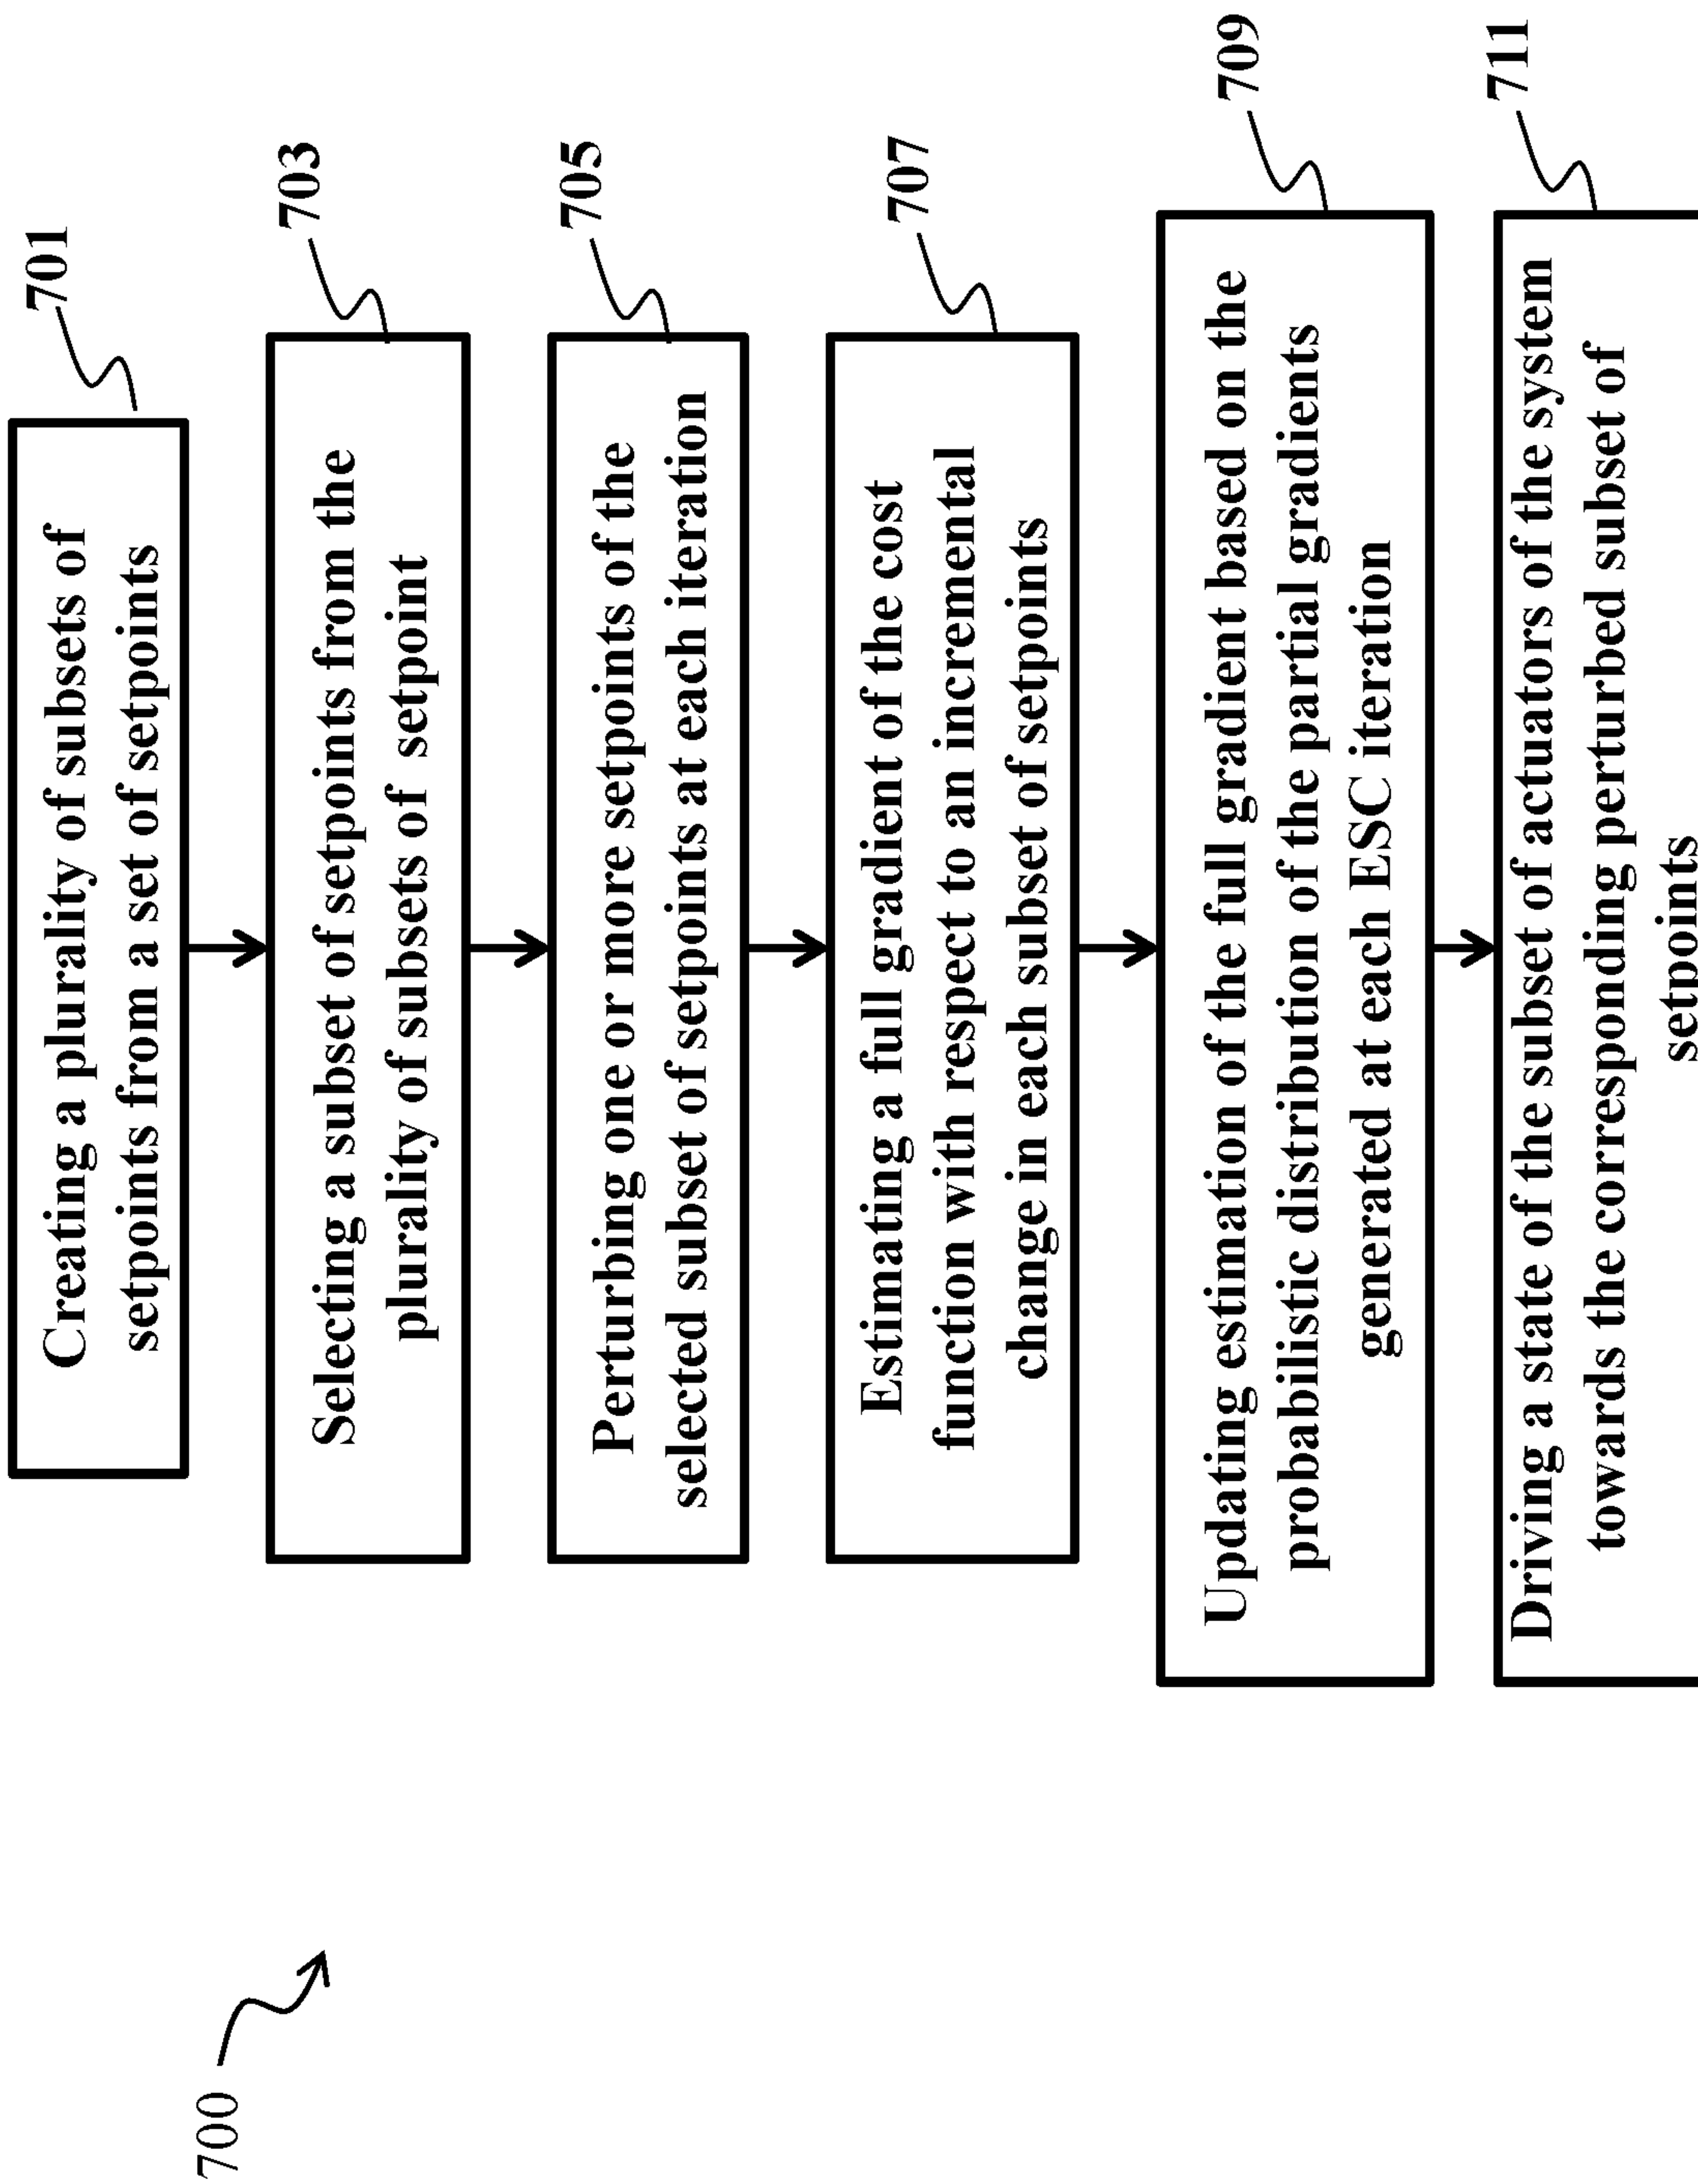 700
701
Creating a plurality of subsets of
setpoints from a set of setpoints
703
Selecting a subset of setpoints from the
plurality of subsets of setpoint
705
Perturbing one or more setpoints of the
selected subset of setpoints at each iteration
707
Estimating a full gradient of the cost
function with respect to an incremental
change in each subset of setpoints
709
Updating estimation of the full gradient based on the
probabilistic distribution of the partial gradients
generated at each ESC iteration
711
Driving a state of the subset of actuators of the system
towards the corresponding perturbed subset of
setpoints